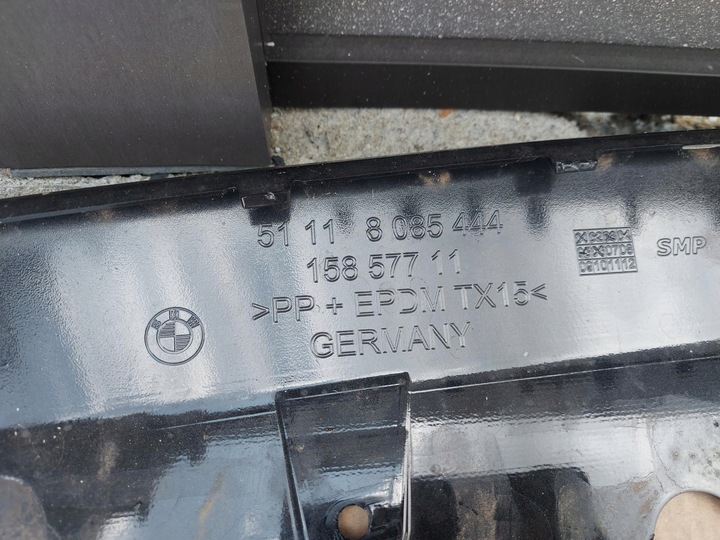 51 11 8 085 444
158 577 11
>PP + EPDM TX15<
GERMANY
SMP